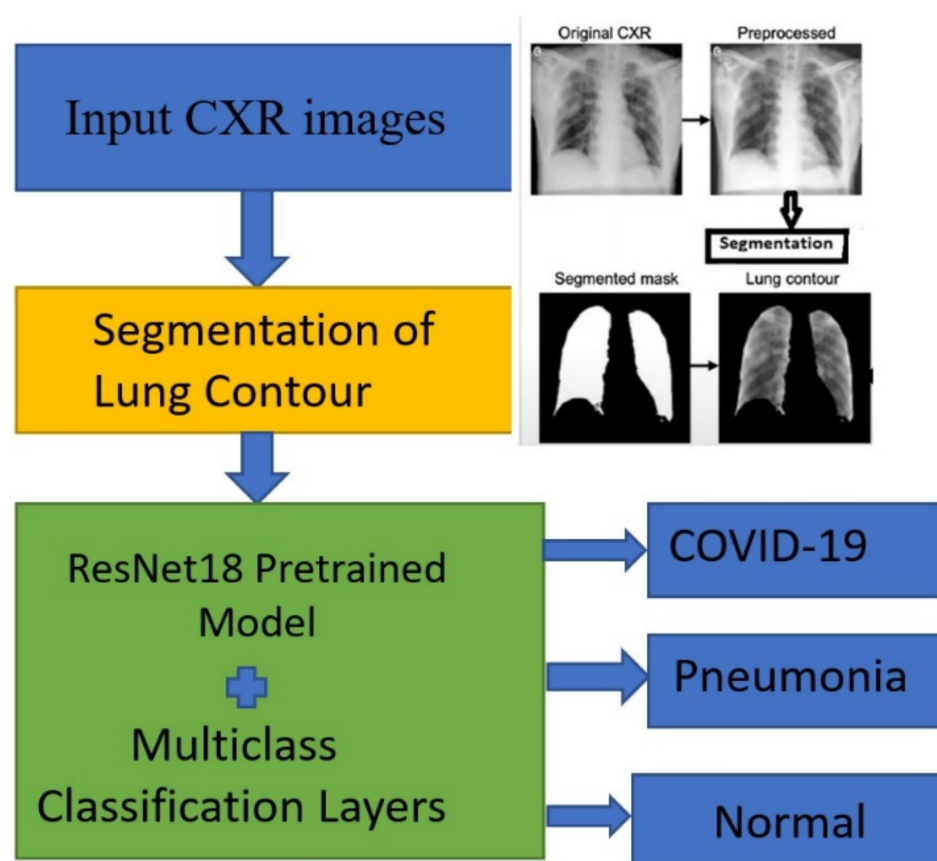 Input CXR images
Original CXR
Preprocessed
Segmentation
Segmented mask
Lung contour
Segmentation of
Lung Contour
ResNet18 Pretrained
Model
Multiclass
Classification Layers
COVID-19
Pneumonia
Normal